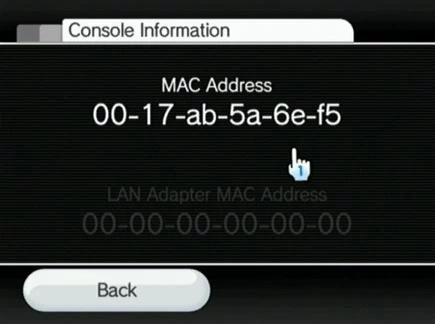 Console Information
MAC Address
00-17-ab-5a-6e-f5
1
LAN Adapter MAC Address
00-00-00-00-00-00
Back